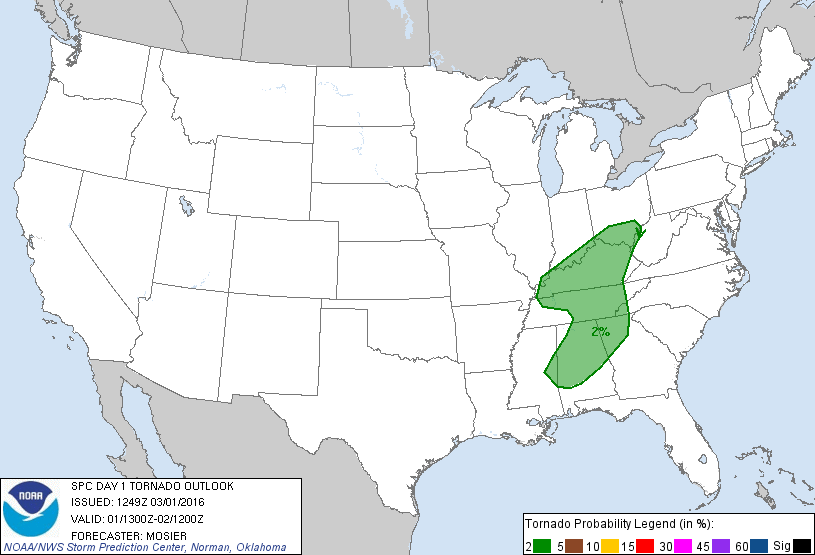 2%
NOAA
SPC DAY 1 TORNADO OUTLOOK
ISSUED: 1249Z 03/01/2016
VALID: 01/1300Z-02/1200Z
FORECASTER: MOSIER
NOAA/NWS Storm Prediction Center, Norman, Oklahoma
Tornado Probability Legend (in %):
2 5 10 15 30 45 60 Sig